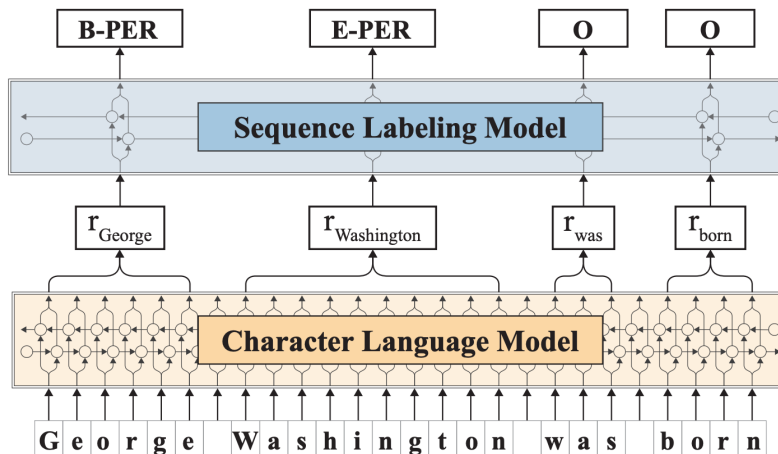 B-PER E-PER O O
Sequence Labeling Model
rGeorge rWashington rwas rborn
Character Language Model
G e o r g e W a s h i n g t o n w a s b o r n